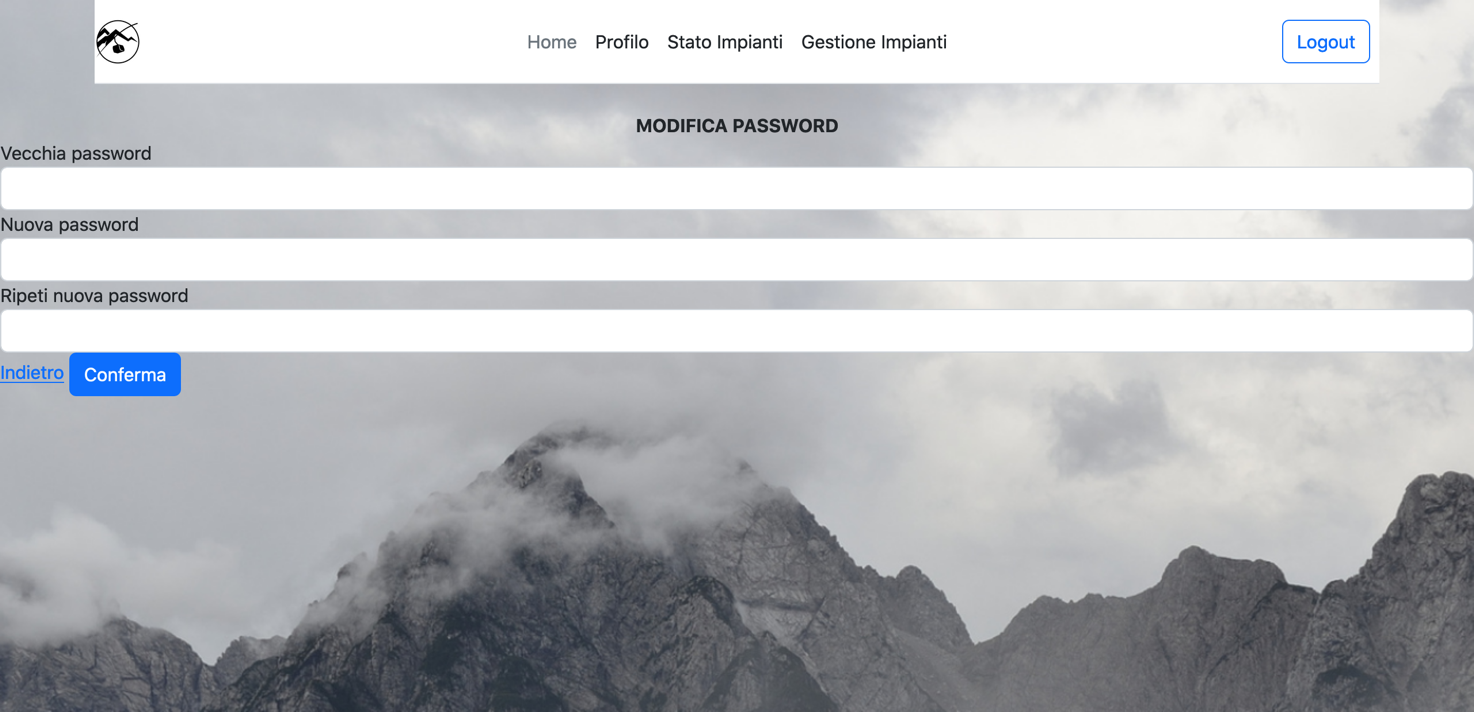 Home Profilo Stato Impianti Gestione Impianti Logout
MODIFICA PASSWORD
Vecchia password
Nuova password
Ripeti nuova password
Indietro Conferma